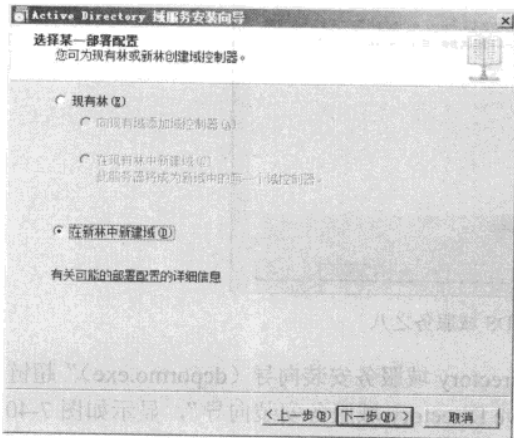 Active Directory 域服务安装向导
选择某一部署配置
您可为现有林或新林创建域控制器。
现有林(E)
向现有域添加域控制器(A)
在现有林中新建域(C)
此服务器将成为新域中的第一个域控制器。
在新林中新建域(D)
有关可能的部署配置的详细信息
<上一步(B) 下一步(N) > 取消